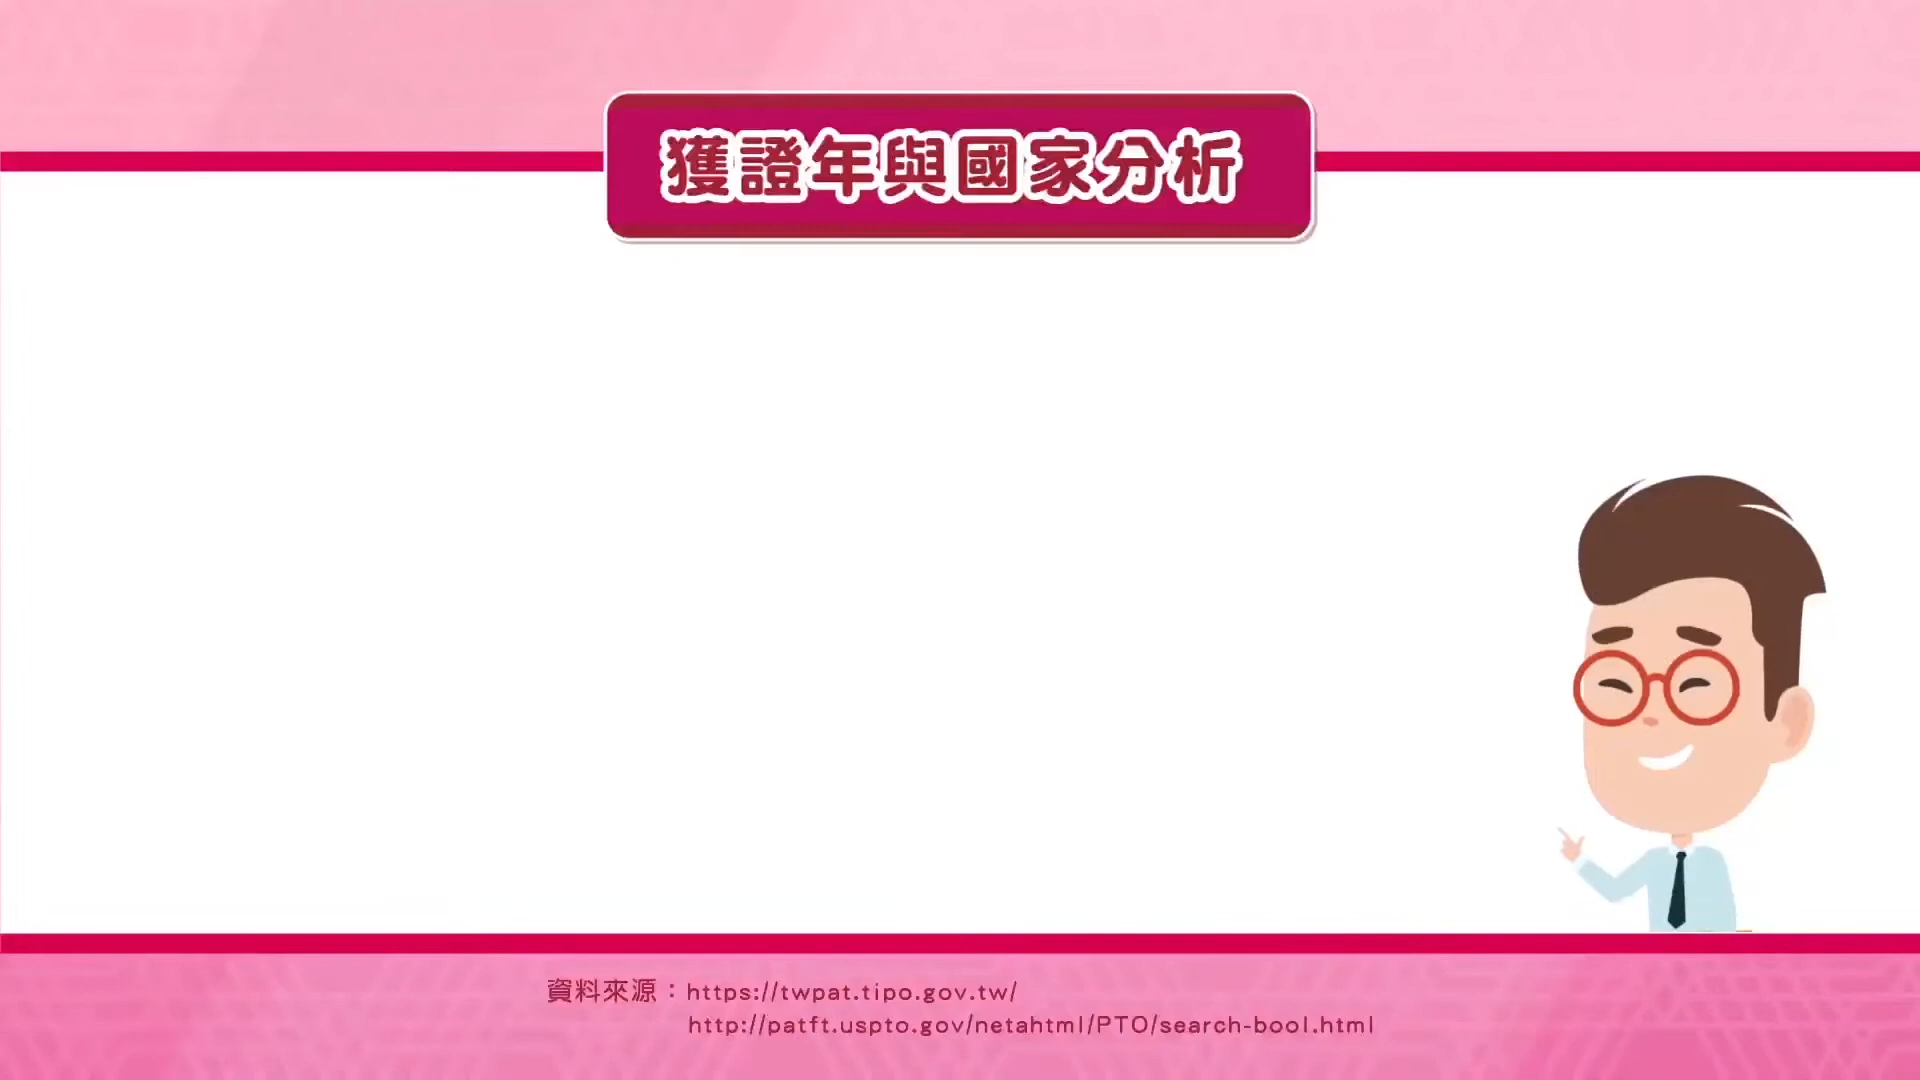 獲證年與國家分析
資料來源：https://twpat.tipo.gov.tw/
http://patft.uspto.gov/netahtml/PTO/search-bool.html